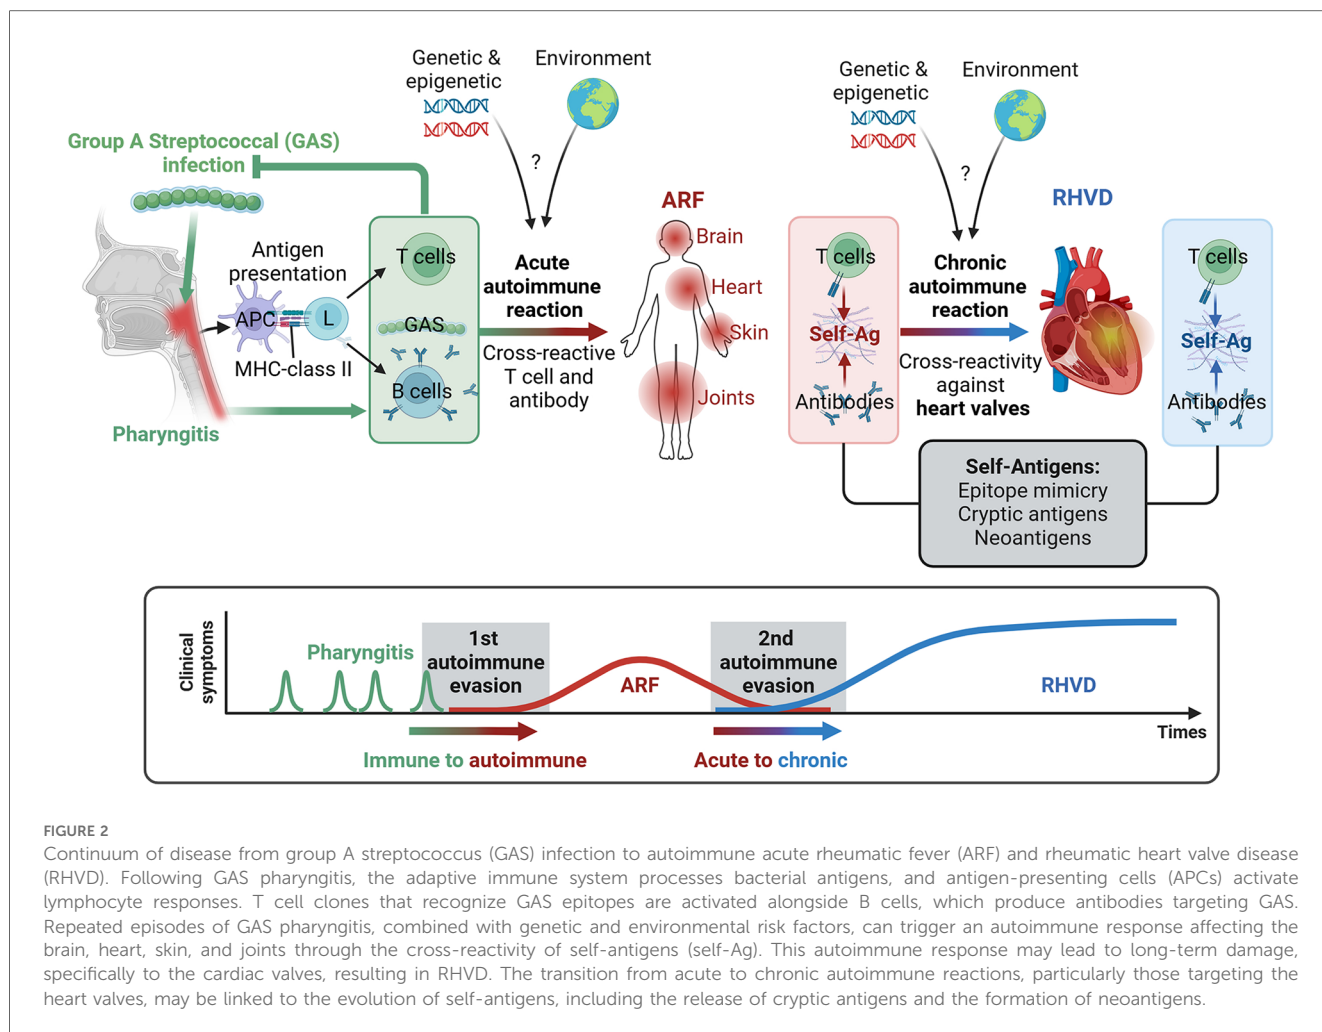 Genetic &
epigenetic
Environment
?
Group A Streptococcal (GAS)
infection
Antigen
presentation
APC
L
MHC-class II
Pharyngitis
T cells
GAS
B cells
Acute
autoimmune
reaction
Cross-reactive
T cell and
antibody
ARF
Brain
Heart
Skin
Joints
Genetic &
epigenetic
Environment
?
T cells
Self-Ag
Antibodies
Chronic
autoimmune
reaction
Cross-reactivity
against
heart valves
RHVD
T cells
Self-Ag
Antibodies
Self-Antigens:
Epitope mimicry
Cryptic antigens
Neoantigens
Clinical
symptoms
Pharyngitis
1st
autoimmune
evasion
ARF
2nd
autoimmune
evasion
RHVD
Times
Immune to autoimmune
Acute to chronic
FIGURE 2
Continuum of disease from group A streptococcus (GAS) infection to autoimmune acute rheumatic fever (ARF) and rheumatic heart valve disease
(RHVD). Following GAS pharyngitis, the adaptive immune system processes bacterial antigens, and antigen-presenting cells (APCs) activate
lymphocyte responses. T cell clones that recognize GAS epitopes are activated alongside B cells, which produce antibodies targeting GAS.
Repeated episodes of GAS pharyngitis, combined with genetic and environmental risk factors, can trigger an autoimmune response affecting the
brain, heart, skin, and joints through the cross-reactivity of self-antigens (self-Ag). This autoimmune response may lead to long-term damage,
specifically to the cardiac valves, resulting in RHVD. The transition from acute to chronic autoimmune reactions, particularly those targeting the
heart valves, may be linked to the evolution of self-antigens, including the release of cryptic antigens and the formation of neoantigens.